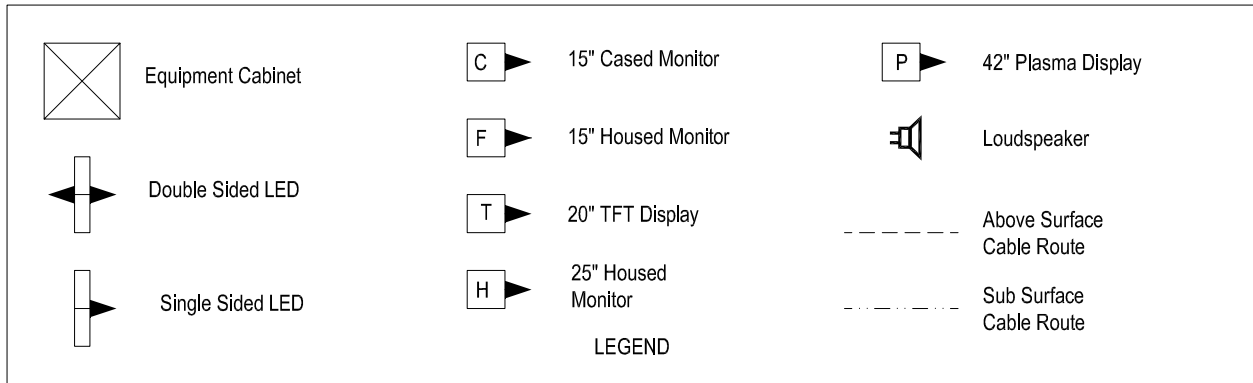 Equipment Cabinet
Double Sided LED
Single Sided LED
C
15" Cased Monitor
F
15" Housed Monitor
T
20" TFT Display
H
25" Housed
Monitor
LEGEND
P
42" Plasma Display
Loudspeaker
Above Surface
Cable Route
Sub Surface
Cable Route